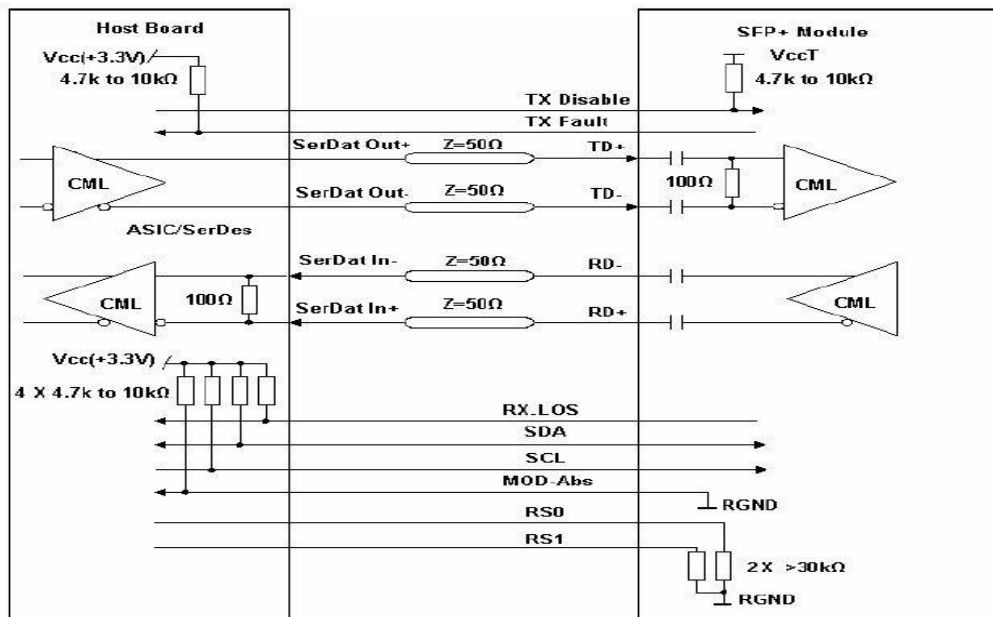 Host Board
SFP+ Module
Vcc(+3.3V)
4.7k to 10kΩ
VccT
4.7k to 10kΩ
TX Disable
TX Fault
SerDat Out+
Z=50Ω
TD+
CML
100Ω
CML
SerDat Out-
Z=50Ω
TD-
ASIC/SerDes
SerDat In-
Z=50Ω
RD-
CML
100Ω
CML
SerDat In+
Z=50Ω
RD+
Vcc(+3.3V)
4 X 4.7k to 10kΩ
RX-LOS
SDA
SCL
MOD-Abs
RGND
RS0
RS1
2 X >30kΩ
RGND